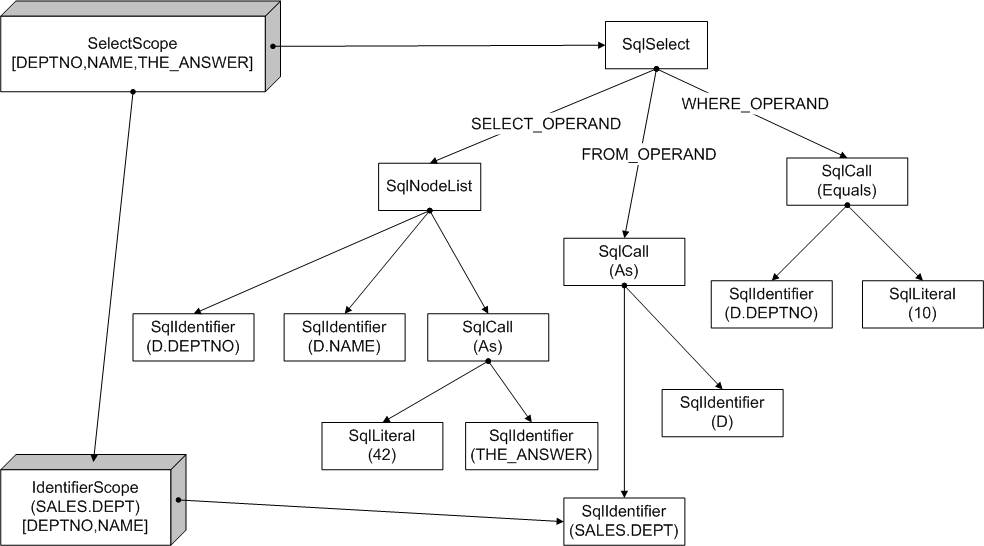 SelectScope
[DEPTNO,NAME,THE_ANSWER]
SqlSelect
WHERE_OPERAND
SELECT_OPERAND
FROM_OPERAND
SqlNodeList
SqlCall
(Equals)
SqlCall
(As)
SqlIdentifier
(D.DEPTNO)
SqlLiteral
(10)
SqlIdentifier
(D.DEPTNO)
SqlIdentifier
(D.NAME)
SqlCall
(As)
SqlIdentifier
(D)
SqlLiteral
(42)
SqlIdentifier
(THE_ANSWER)
IdentifierScope
(SALES.DEPT)
[DEPTNO,NAME]
SqlIdentifier
(SALES.DEPT)